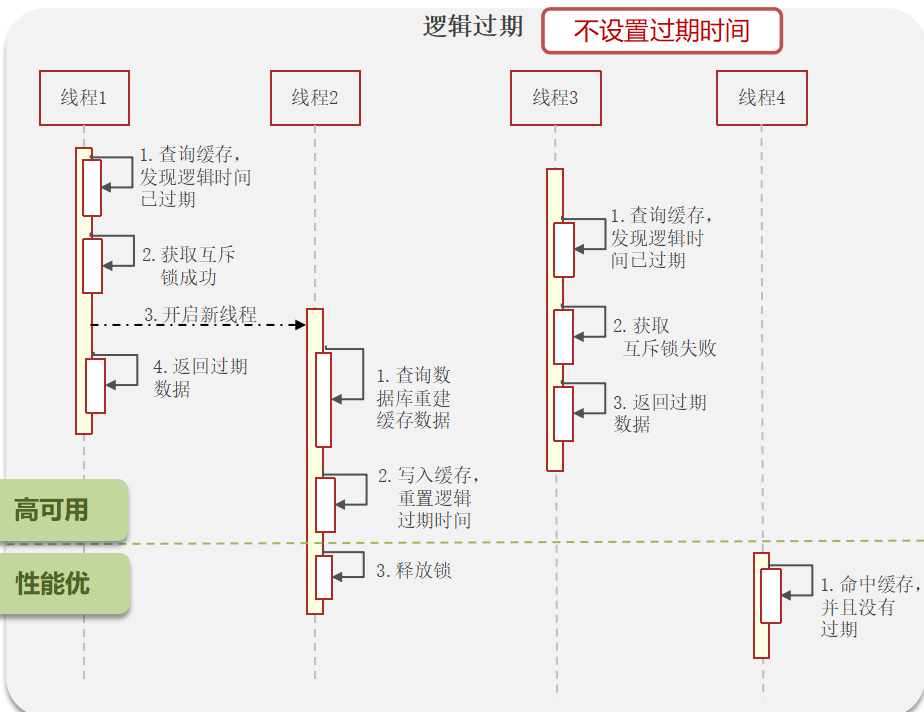 逻辑过期
不设置过期时间
线程1
线程2
线程3
线程4
1.查询缓存，
发现逻辑时间
已过期
2.获取互斥
锁成功
3.开启新线程
4.返回过期
数据
1.查询数
据库重建
缓存数据
2.写入缓存，
重置逻辑
过期时间
3.释放锁
1.查询缓存，
发现逻辑时
间已过期
2.获取
互斥锁失败
3.返回过期
数据
高可用
性能优
1.命中缓存，
并且没有
过期